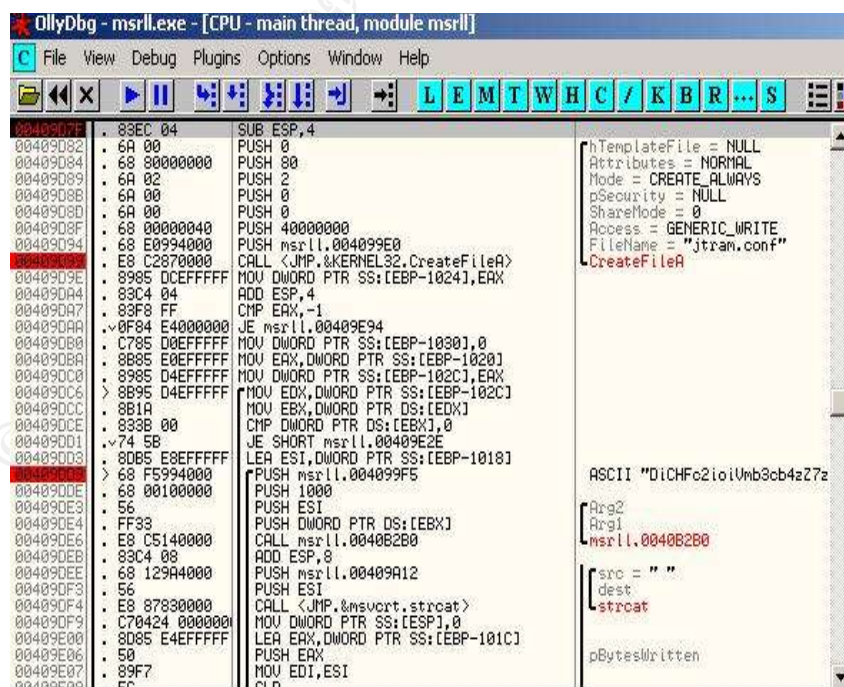 OllyDbg - msrll.exe - [CPU - main thread, module msrll]
C File View Debug Plugins Options Window Help
L E M T W H C / K B R ... S
00409D7F . 83EC 04 SUB ESP,4
00409D82 . 6A 00 PUSH 0 hTemplateFile = NULL
00409D84 . 68 80000000 PUSH 80 Attributes = NORMAL
00409D89 . 6A 02 PUSH 2 Mode = CREATE_ALWAYS
00409D8B . 6A 00 PUSH 0 pSecurity = NULL
00409D8D . 6A 00 PUSH 0 ShareMode = 0
00409D8F . 68 00000040 PUSH 40000000 Access = GENERIC_WRITE
00409D94 . 68 E0994000 PUSH msrll.004099E0 FileName = "jtram.conf"
00409D99 . E8 C2870000 CALL <JMP.&KERNEL32.CreateFileA> CreateFileA
00409D9E . 8985 DCEFFFFF MOV DWORD PTR SS:[EBP-1024],EAX
00409DA4 . 83C4 04 ADD ESP,4
00409DA7 . 83F8 FF CMP EAX,-1
00409DAA .v0F84 E4000000 JE msrll.00409E94
00409DB0 . C785 D0EFFFFF MOV DWORD PTR SS:[EBP-1030],0
00409DBA . 8B85 E0EFFFFF MOV EAX,DWORD PTR SS:[EBP-1020]
00409DC0 . 8985 D4EFFFFF MOV DWORD PTR SS:[EBP-102C],EAX
00409DC6 > 8B95 D4EFFFFF MOV EDX,DWORD PTR SS:[EBP-102C]
00409DCC . 8B1A MOV EBX,DWORD PTR DS:[EDX]
00409DCE . 833B 00 CMP DWORD PTR DS:[EBX],0
00409DD1 .v74 5B JE SHORT msrll.00409E2E
00409DD3 . 8DB5 E8EFFFFF LEA ESI,DWORD PTR SS:[EBP-1018]
00409DD9 > 68 F5994000 PUSH msrll.004099F5 ASCII "DiCHFc2ioiVmb3cb4zZ7z
00409DDE . 68 00100000 PUSH 1000
00409DE3 . 56 PUSH ESI Arg2
00409DE4 . FF33 PUSH DWORD PTR DS:[EBX] Arg1
00409DE6 . E8 C5140000 CALL msrll.0040B2B0 msrll.0040B2B0
00409DEB . 83C4 08 ADD ESP,8
00409DEE . 68 129A4000 PUSH msrll.00409A12 src = " "
00409DF3 . 56 PUSH ESI dest
00409DF4 . E8 87830000 CALL <JMP.&msvcrt.strcat> strcat
00409DF9 . C70424 000000 MOV DWORD PTR SS:[ESP],0
00409E00 . 8D85 E4EFFFFF LEA EAX,DWORD PTR SS:[EBP-101C]
00409E06 . 50 PUSH EAX pBytesWritten
00409E07 . 89F7 MOV EDI,ESI